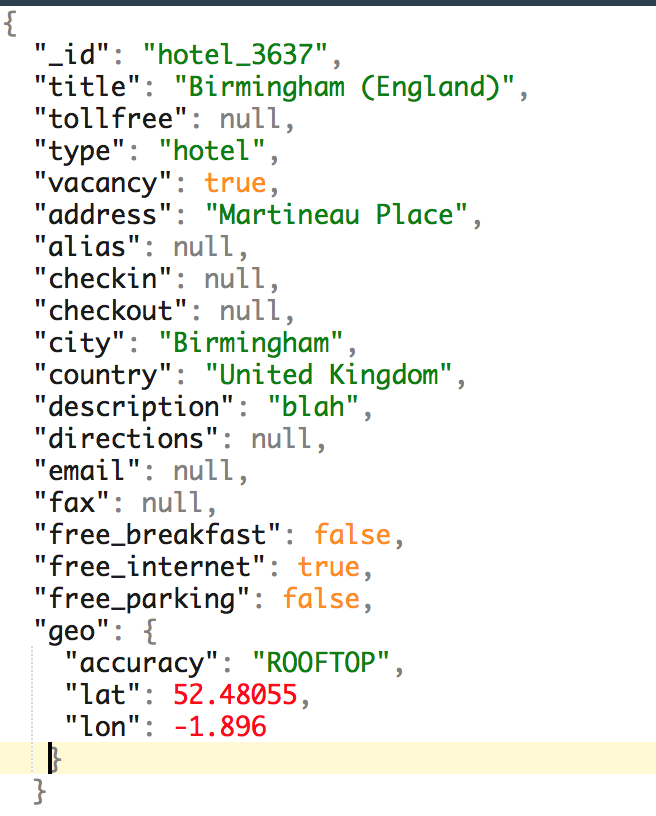 {
  "_id": "hotel_3637",
  "title": "Birmingham (England)",
  "tollfree": null,
  "type": "hotel",
  "vacancy": true,
  "address": "Martineau Place",
  "alias": null,
  "checkin": null,
  "checkout": null,
  "city": "Birmingham",
  "country": "United Kingdom",
  "description": "blah",
  "directions": null,
  "email": null,
  "fax": null,
  "free_breakfast": false,
  "free_internet": true,
  "free_parking": false,
  "geo": {
    "accuracy": "ROOFTOP",
    "lat": 52.48055,
    "lon": -1.896
   }
  }